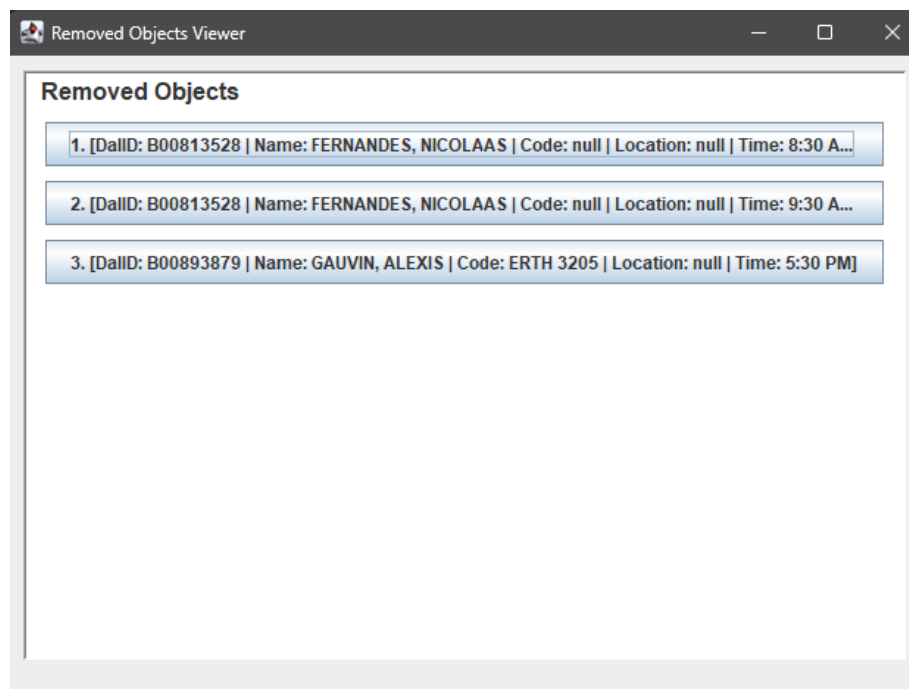 Removed Objects Viewer
Removed Objects
1. [DalID: B00813528 | Name: FERNANDES, NICOLAAS | Code: null | Location: null | Time: 8:30 A...
2. [DalID: B00813528 | Name: FERNANDES, NICOLAAS | Code: null | Location: null | Time: 9:30 A...
3. [DalID: B00893879 | Name: GAUVIN, ALEXIS | Code: ERTH 3205 | Location: null | Time: 5:30 PM]